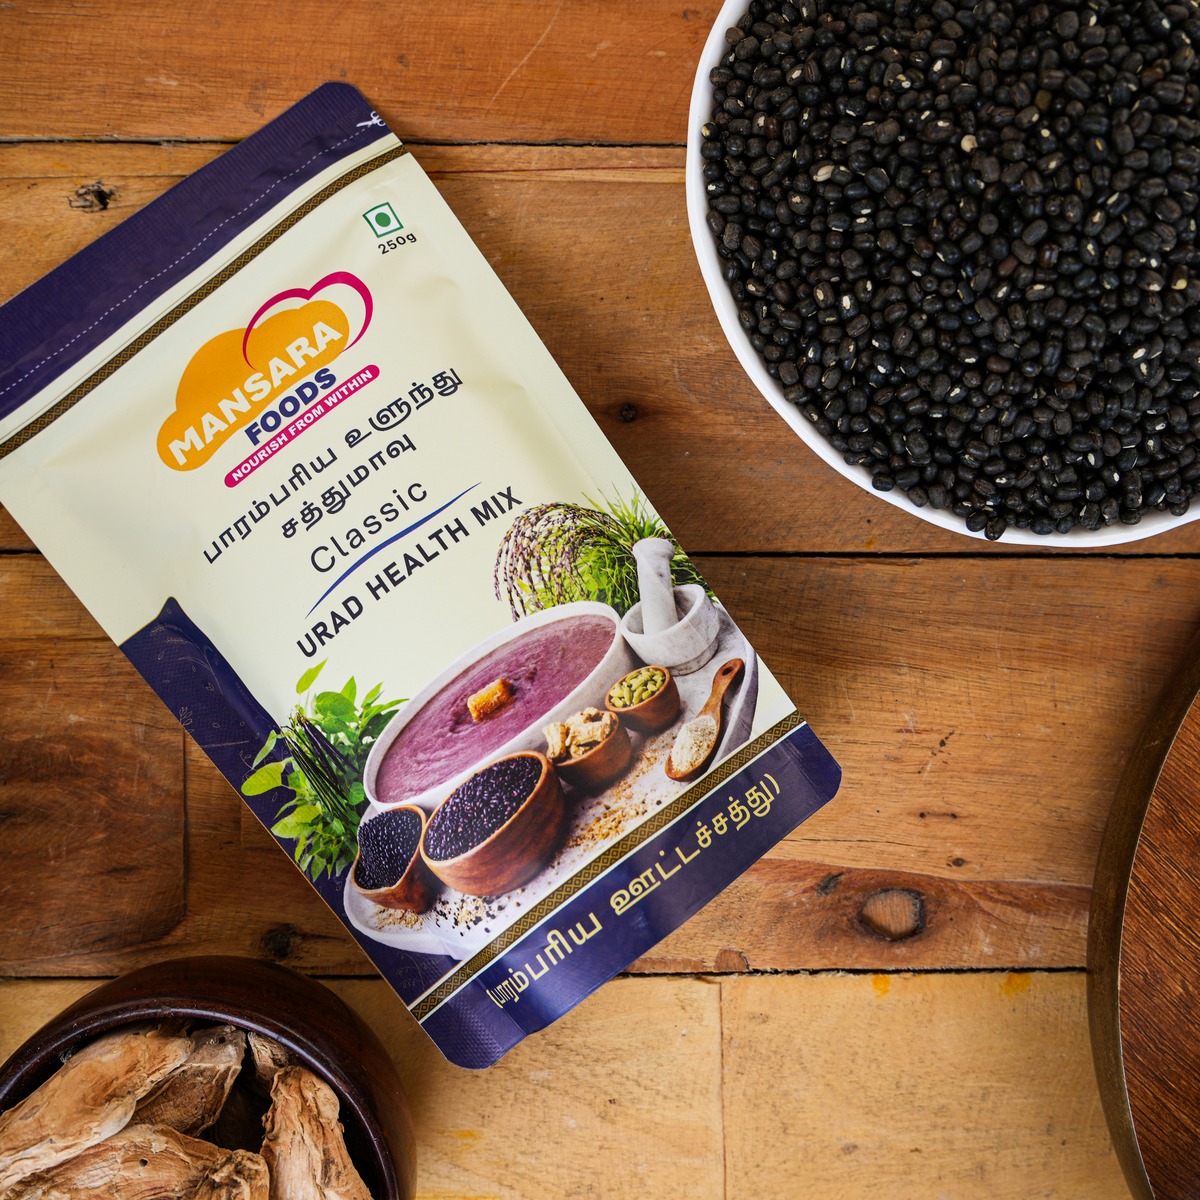 250g
MANSARA
FOODS
NOURISH FROM WITHIN
பாரம்பரிய உளுந்து
சத்துமாவு
Classic
URAD HEALTH MIX
(பாரம்பரிய ஊட்டச்சத்து)